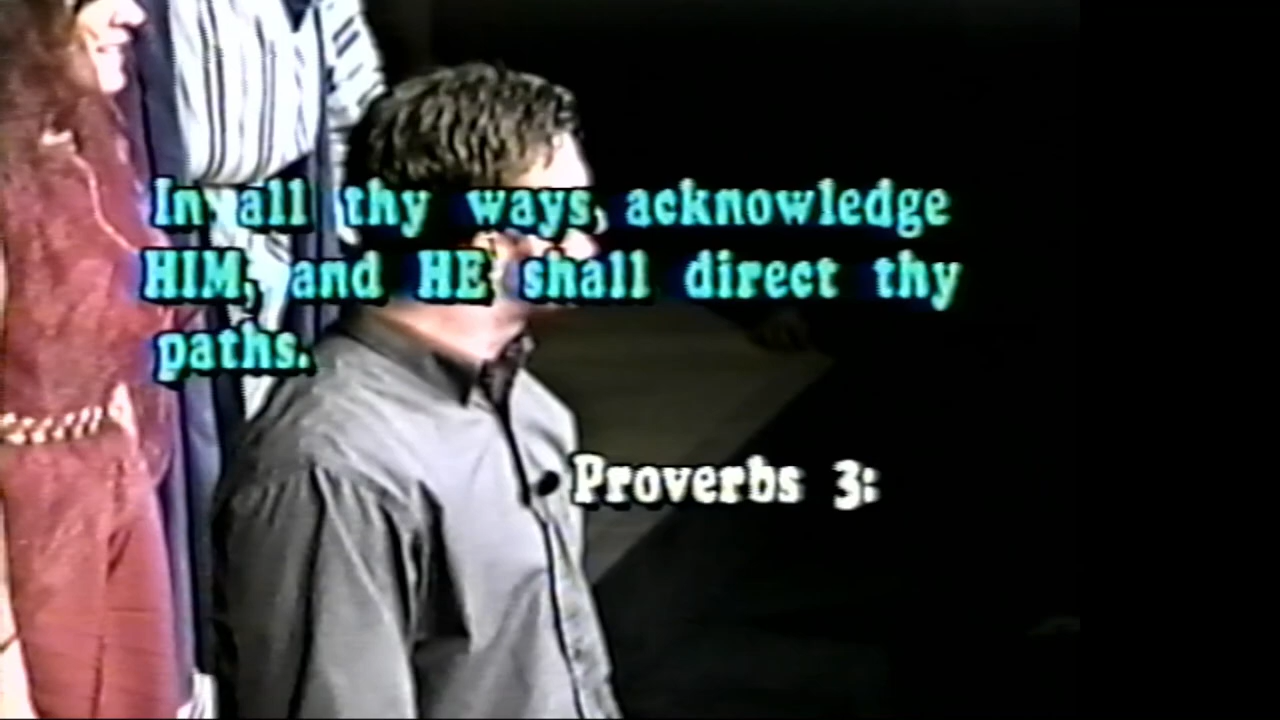 In all thy ways, acknowledge
HIM, and HE shall direct thy
paths.
Proverbs 3: